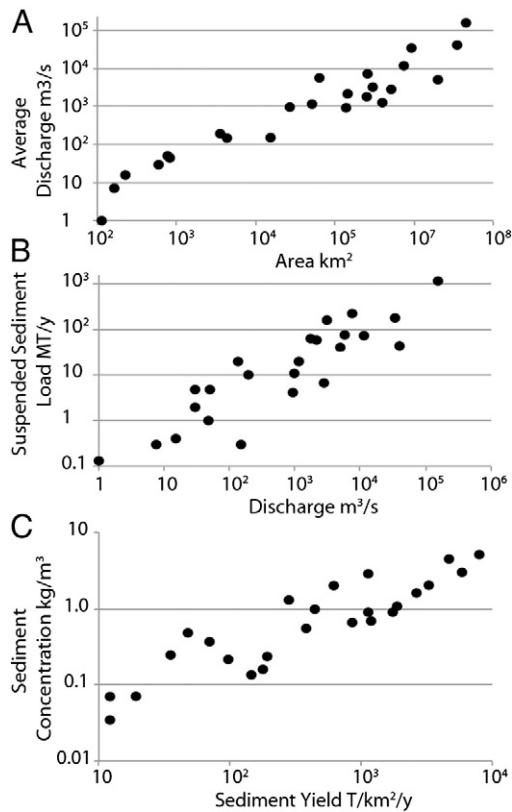 A
Average
Discharge m3/s
10⁵
10⁴
10³
10²
10
1
10² 10³ 10⁴ 10⁵ 10⁷ 10⁸
Area km²
B
Suspended Sediment
Load MT/y
10³
10²
10
1
0.1
1 10 10² 10³ 10⁴ 10⁵ 10⁶
Discharge m³/s
C
Sediment
Concentration kg/m³
10
1.0
0.1
0.01
10 10² 10³ 10⁴
Sediment Yield T/km²/y